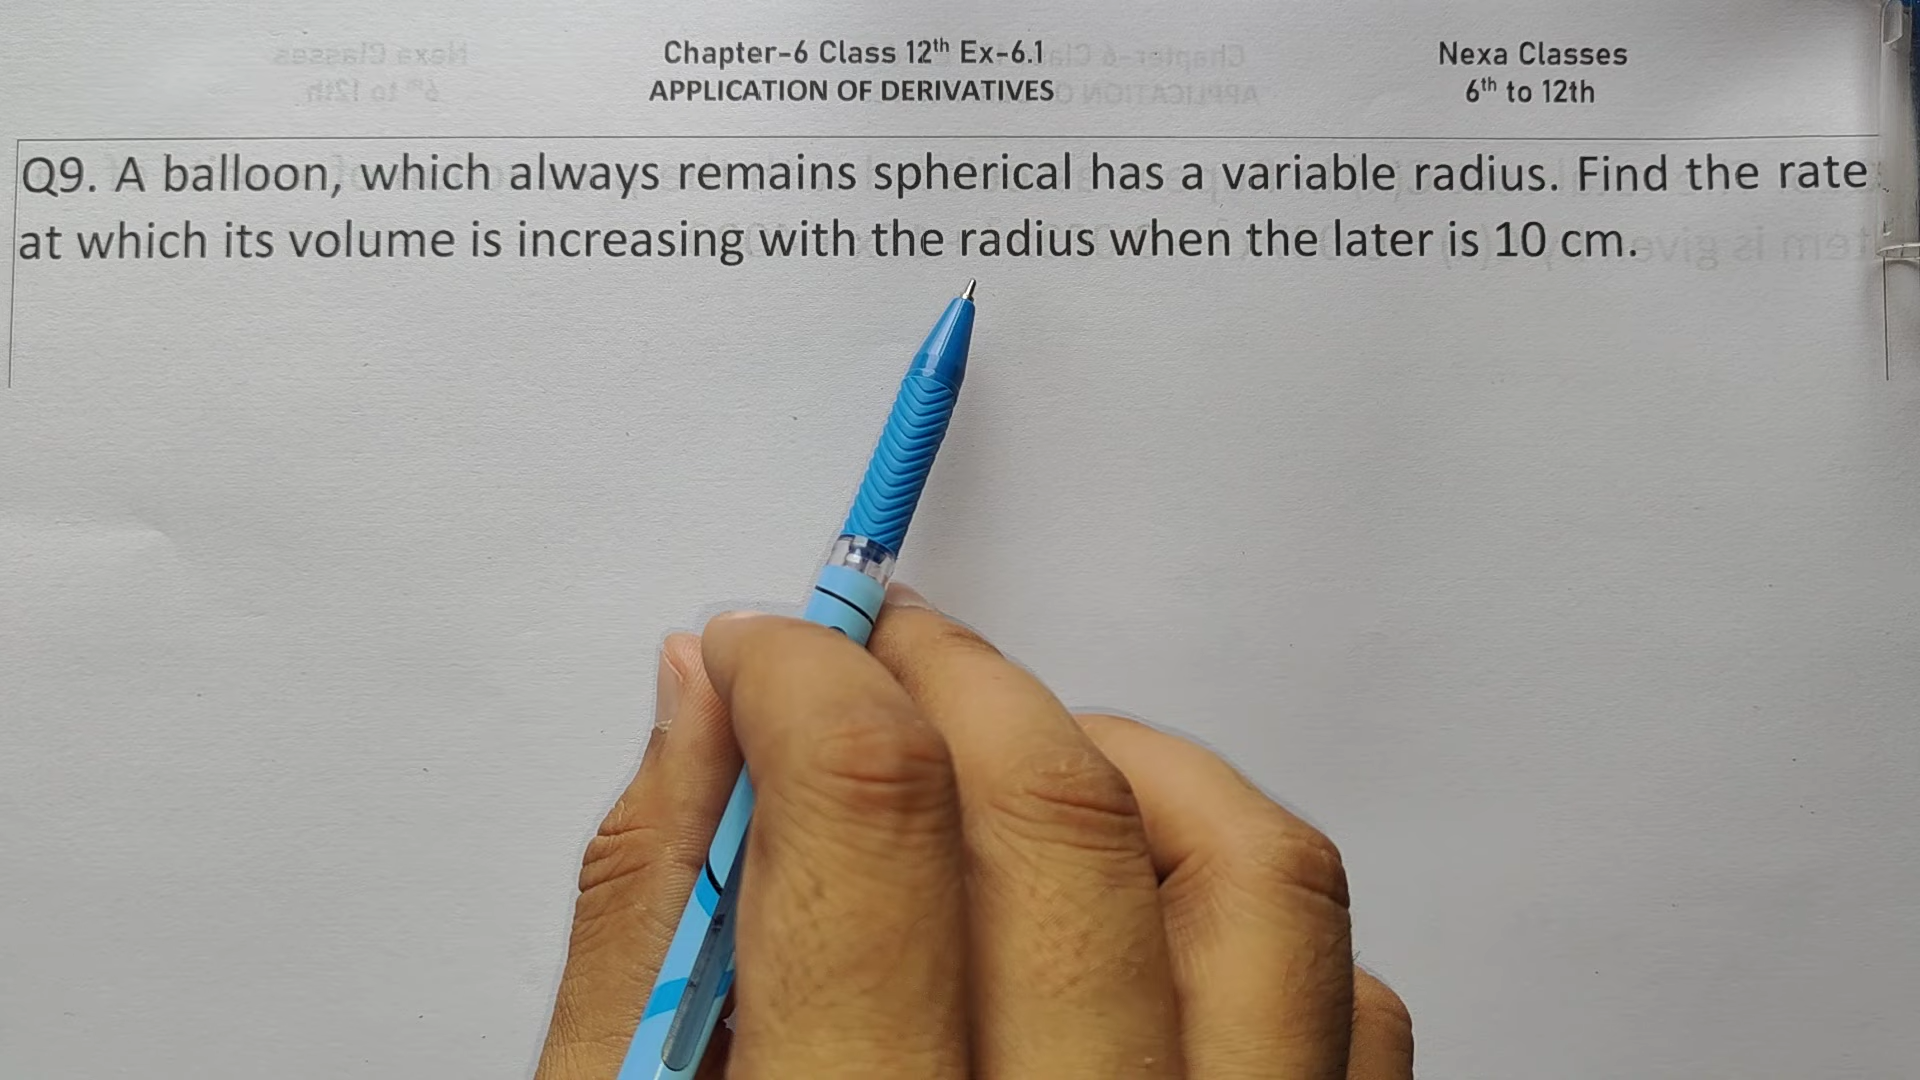 Chapter-6 Class 12th Ex-6.1
APPLICATION OF DERIVATIVES
Nexa Classes
6th to 12th
Q9. A balloon, which always remains spherical has a variable radius. Find the rate
at which its volume is increasing with the radius when the later is 10 cm.